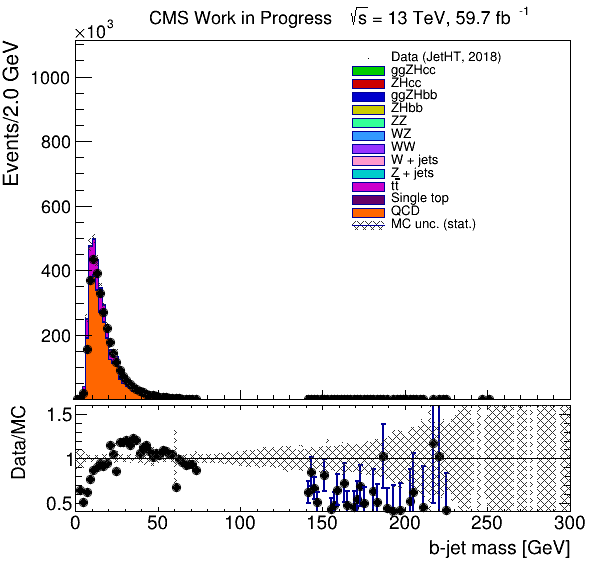 CMS Work in Progress √s = 13 TeV, 59.7 fb -1
×10³
Events/2.0 GeV
1000
800
600
400
200
Data (JetHT, 2018)
ggZHcc
ZHcc
ggZHbb
ZHbb
ZZ
WZ
WW
W + jets
Z + jets
tt̅
Single top
QCD
MC unc. (stat.)
Data/MC
1.5
1
0.5
0 50 100 150 200 250 300
b-jet mass [GeV]